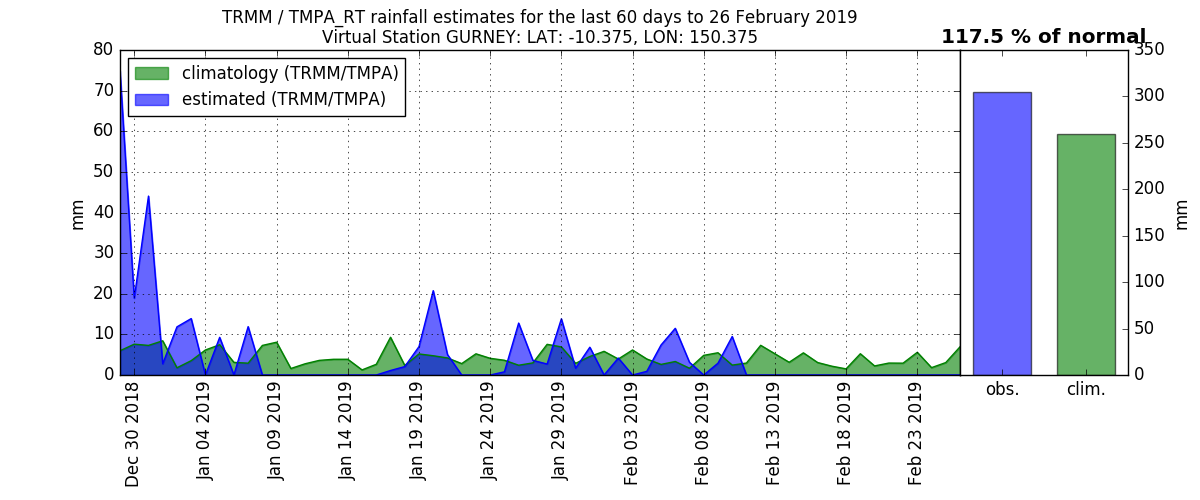 TRMM / TMPA_RT rainfall estimates for the last 60 days to 26 February 2019
Virtual Station GURNEY: LAT: -10.375, LON: 150.375
117.5 % of normal
climatology (TRMM/TMPA)
estimated (TRMM/TMPA)
80
70
60
50
40
30
20
10
0
mm
Dec 30 2018
Jan 04 2019
Jan 09 2019
Jan 14 2019
Jan 19 2019
Jan 24 2019
Jan 29 2019
Feb 03 2019
Feb 08 2019
Feb 13 2019
Feb 18 2019
Feb 23 2019
obs.
clim.
350
300
250
200
150
100
50
0
mm